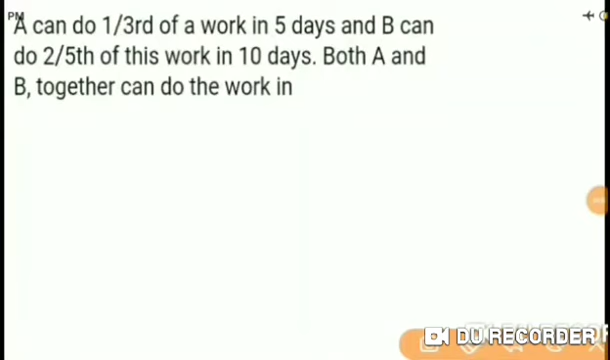 PM
A can do 1/3rd of a work in 5 days and B can
do 2/5th of this work in 10 days. Both A and
B, together can do the work in
DU RECORDER